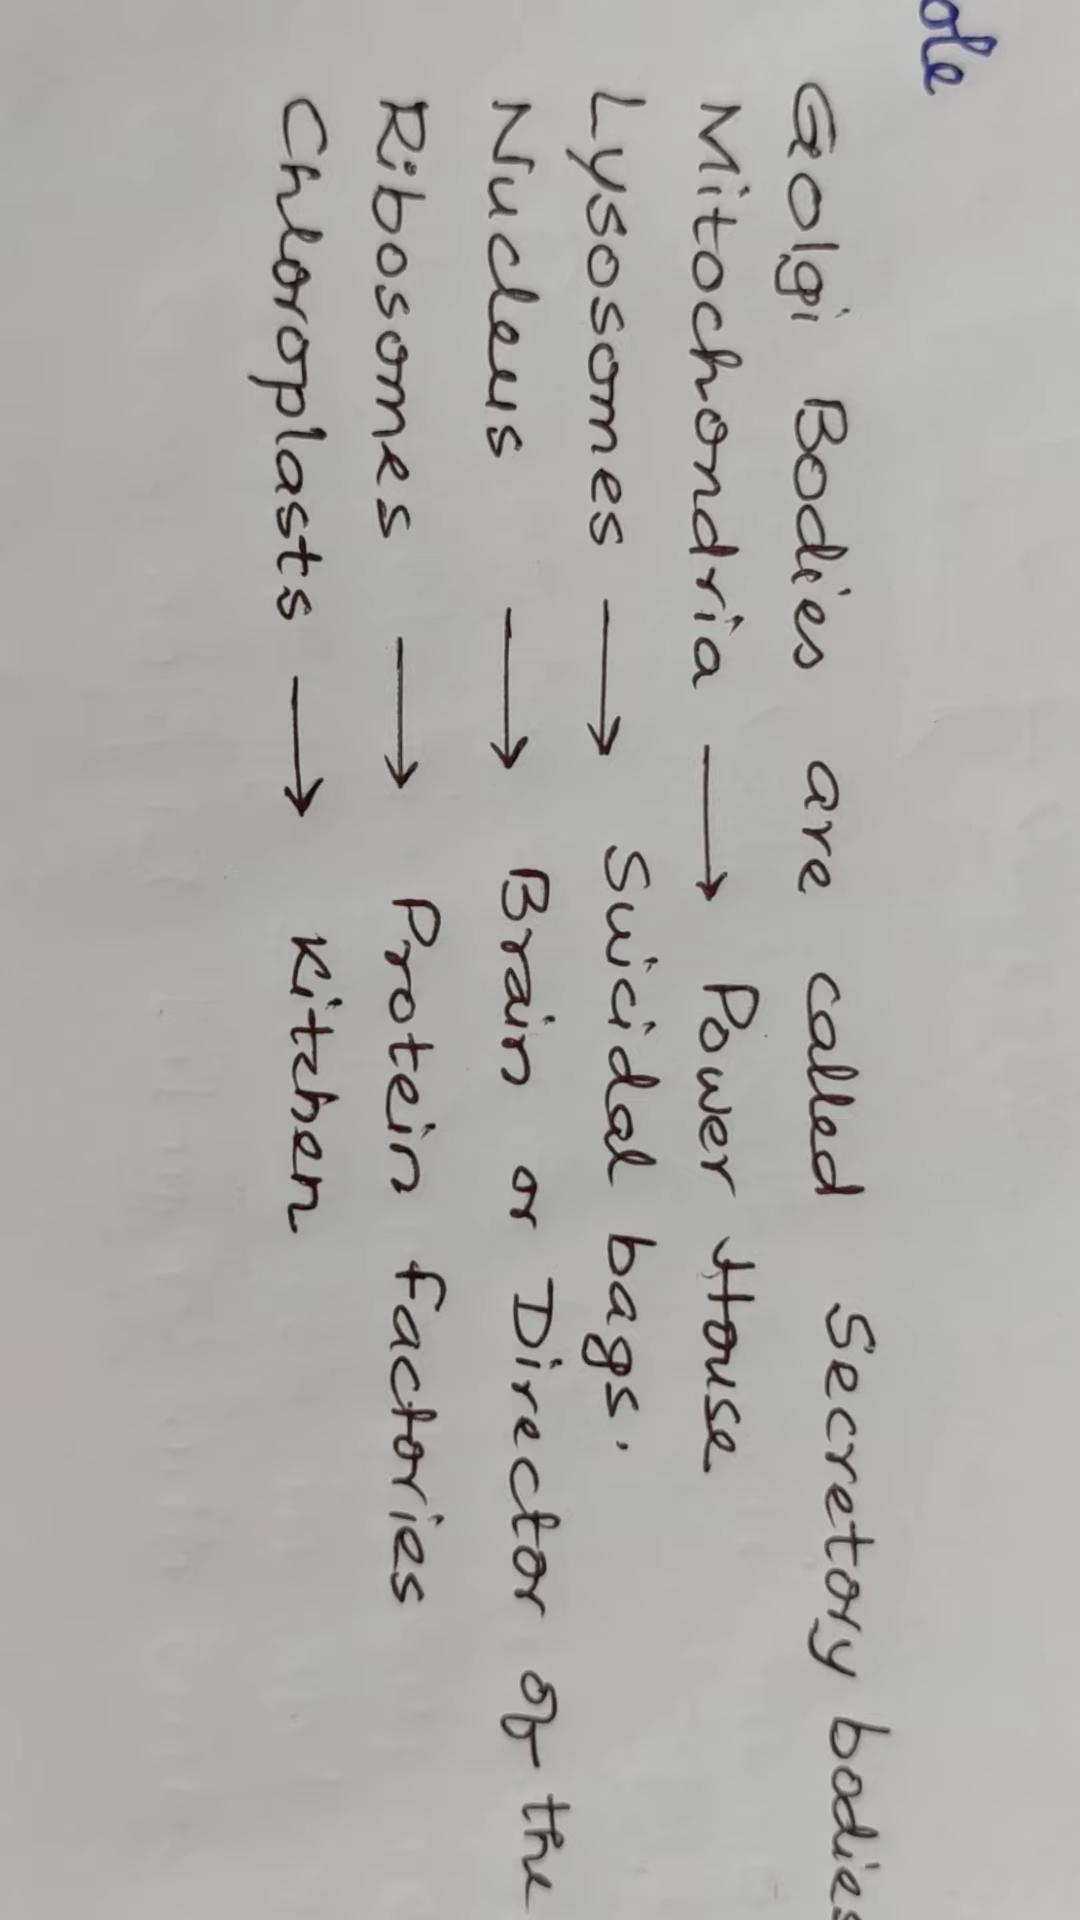 ole
Golgi Bodies are called Secretory bodies
Mitochondria → Power House
Lysosomes → Suicidal bags.
Nucleus → Brain or Director of the
Ribosomes → Protein factories
Chloroplasts → Kitchen